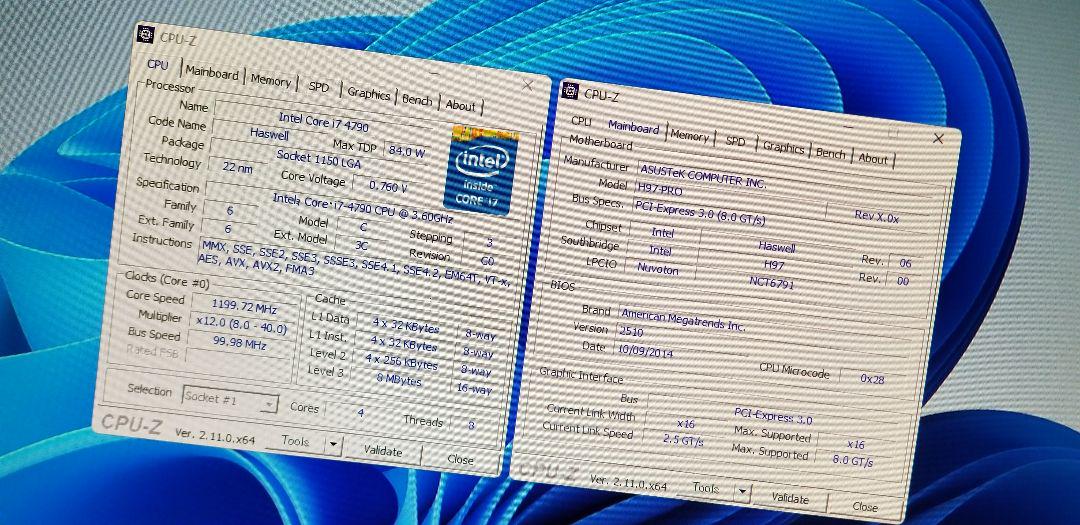 CPU-Z
CPU Mainboard Memory SPD Graphics Bench About
Processor
Name Intel Core i7 4790
Code Name Haswell Max TDP 84.0 W
Package Socket 1150 LGA
Technology 22 nm Core Voltage 0.760 V
Specification Intel® Core™ i7-4790 CPU @ 3.60GHz
Family 6 Model C Stepping 3
Ext. Family 6 Ext. Model 3C Revision C0
Instructions MMX, SSE, SSE2, SSE3, SSSE3, SSE4.1, SSE4.2, EM64T, VT-x,
AES, AVX, AVX2, FMA3
intel
inside
CORE i7
Clocks (Core #0)
Core Speed 1199.72 MHz
Multiplier x12.0 (8.0 - 40.0)
Bus Speed 99.98 MHz
Rated FSB
Cache
L1 Data 4 x 32 KBytes 8-way
L1 Inst. 4 x 32 KBytes 8-way
Level 2 4 x 256 KBytes 8-way
Level 3 8 MBytes 16-way
Selection Socket #1 Cores 4 Threads 8
CPU-Z Ver. 2.11.0.x64 Tools Validate Close
CPU-Z
CPU Mainboard Memory SPD Graphics Bench About
Motherboard
Manufacturer ASUSTeK COMPUTER INC.
Model H97-PRO Rev X.0x
Bus Specs. PCI-Express 3.0 (8.0 GT/s)
Chipset Intel Haswell Rev. 06
Southbridge Intel H97 Rev. 00
LPCIO Nuvoton NCT6791
BIOS
Brand American Megatrends Inc.
Version 2510
Date 10/09/2014 CPU Microcode 0x28
Graphic Interface
Bus PCI-Express 3.0
Current Link Width x16 Max. Supported x16
Current Link Speed 2.5 GT/s Max. Supported 8.0 GT/s
CPU-Z Ver. 2.11.0.x64 Tools Validate Close